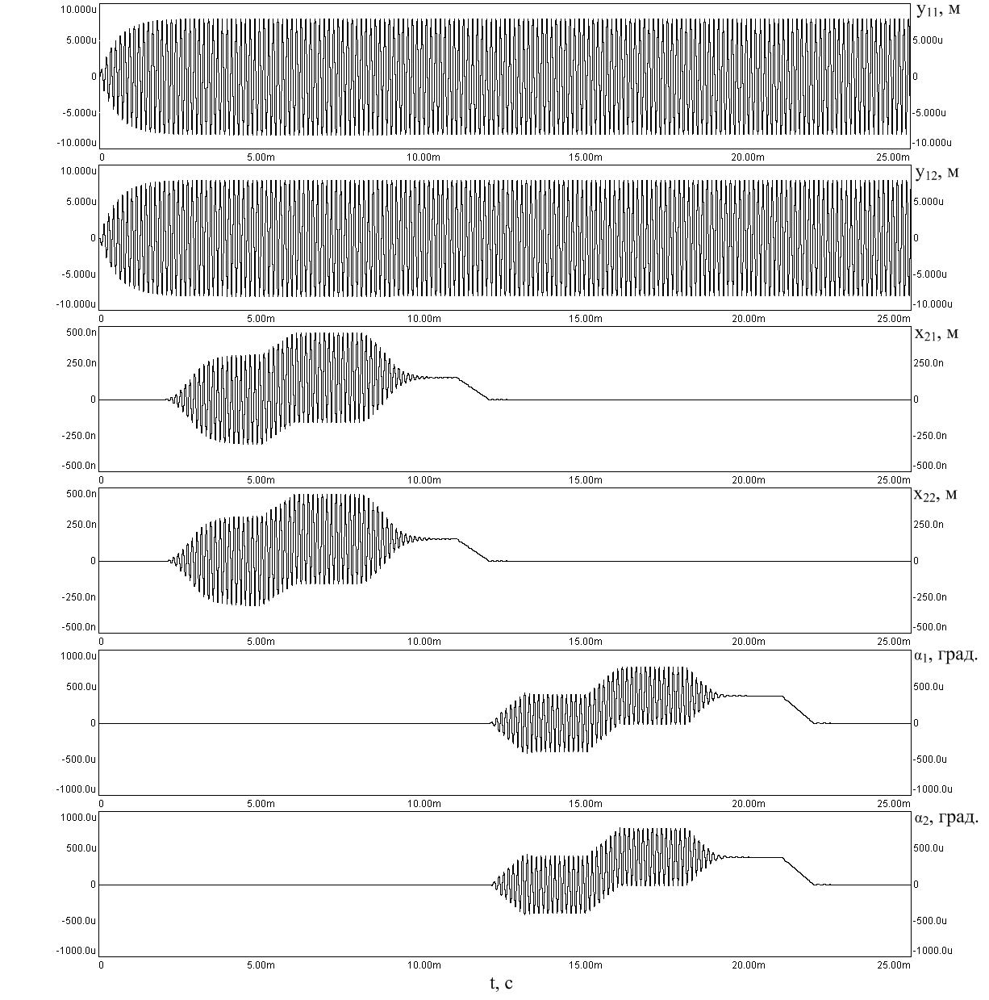 10.000u y₁₁, м
5.000u 5.000u
0 0
-5.000u -5.000u
-10.000u -10.000u
0 5.00m 10.00m 15.00m 20.00m 25.00m
10.000u y₁₂, м
5.000u 5.000u
0 0
-5.000u -5.000u
-10.000u -10.000u
0 5.00m 10.00m 15.00m 20.00m 25.00m
500.0n x₂₁, м
250.0n 250.0n
0 0
-250.0n -250.0n
-500.0n -500.0n
0 5.00m 10.00m 15.00m 20.00m 25.00m
500.0n x₂₂, м
250.0n 250.0n
0 0
-250.0n -250.0n
-500.0n -500.0n
0 5.00m 10.00m 15.00m 20.00m 25.00m
1000.0u α₁, град.
500.0u 500.0u
0 0
-500.0u -500.0u
-1000.0u -1000.0u
0 5.00m 10.00m 15.00m 20.00m 25.00m
1000.0u α₂, град.
500.0u 500.0u
0 0
-500.0u -500.0u
-1000.0u -1000.0u
0 5.00m 10.00m 15.00m 20.00m 25.00m
t, c